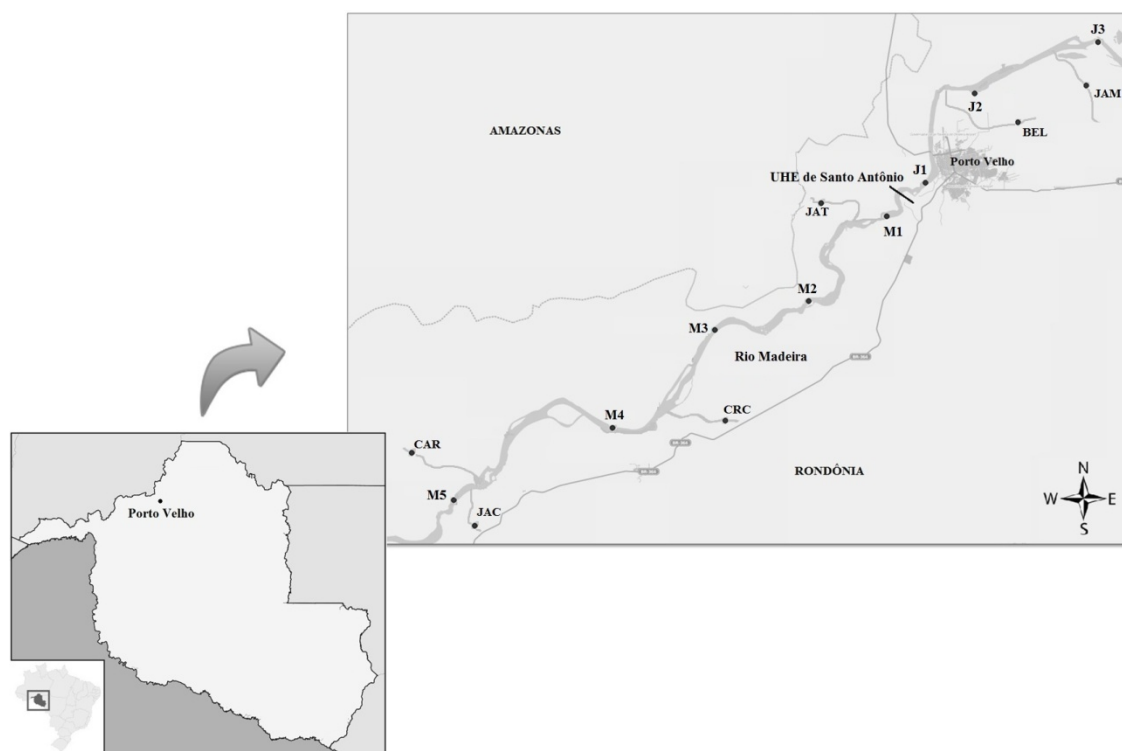 J3
JAM
J2
BEL
AMAZONAS
Porto Velho
J1
UHE de Santo Antônio
JAT
M1
M2
M3
Rio Madeira
M4
CRC
CAR
RONDÔNIA
M5
JAC
N
W
E
S
Porto Velho